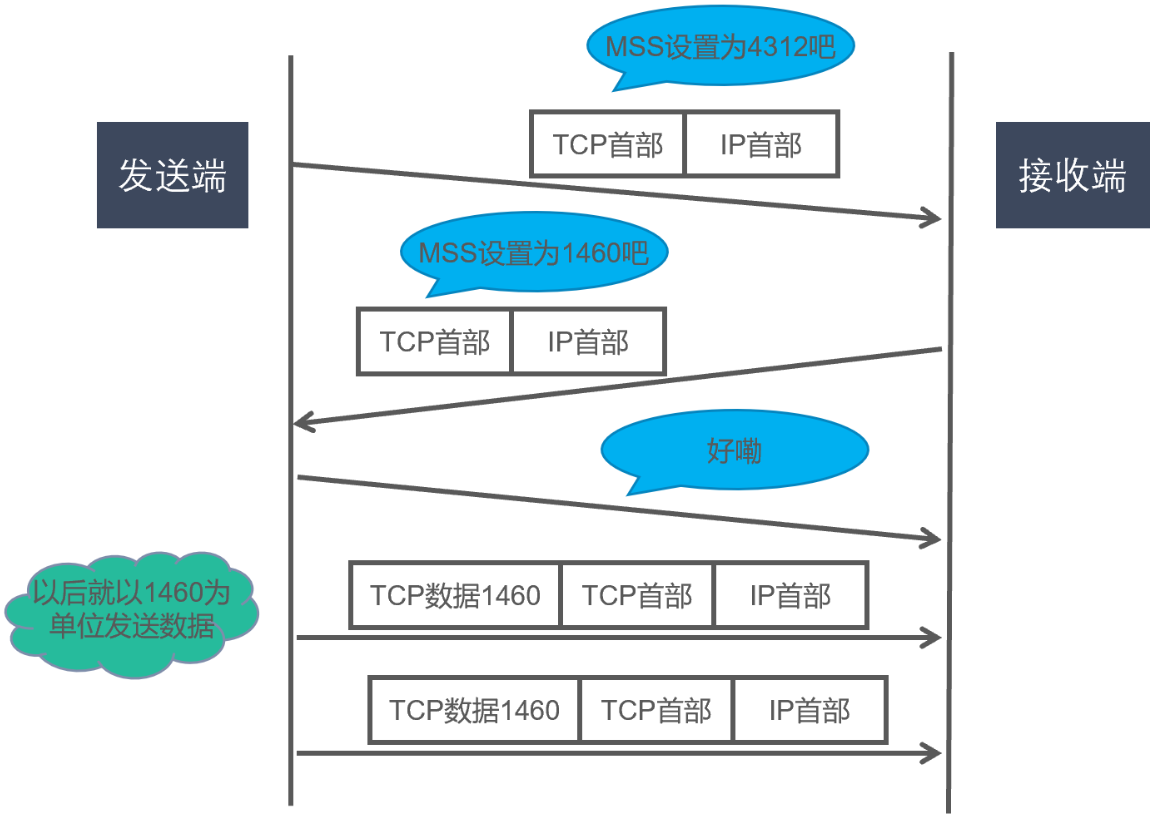 MSS设置为4312吧
TCP首部 IP首部
发送端
接收端
MSS设置为1460吧
TCP首部 IP首部
好嘞
以后就以1460为
单位发送数据
TCP数据1460 TCP首部 IP首部
TCP数据1460 TCP首部 IP首部